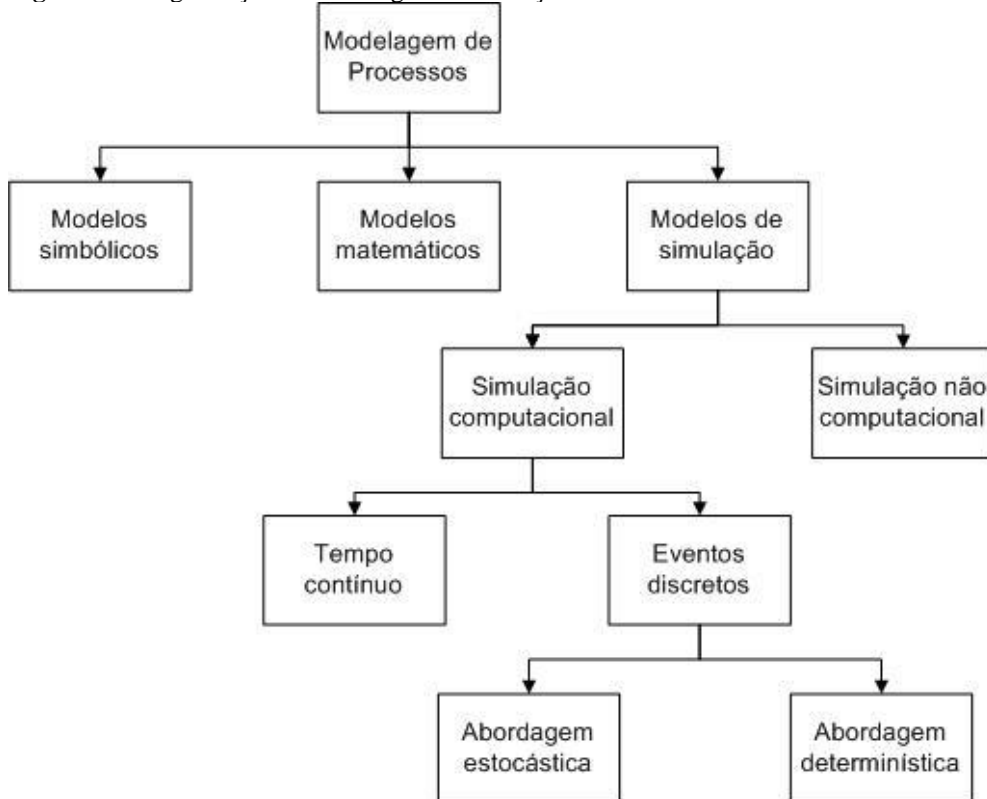 Modelagem de
Processos
Modelos
simbólicos
Modelos
matemáticos
Modelos de
simulação
Simulação
computacional
Simulação não
computacional
Tempo
contínuo
Eventos
discretos
Abordagem
estocástica
Abordagem
determinística